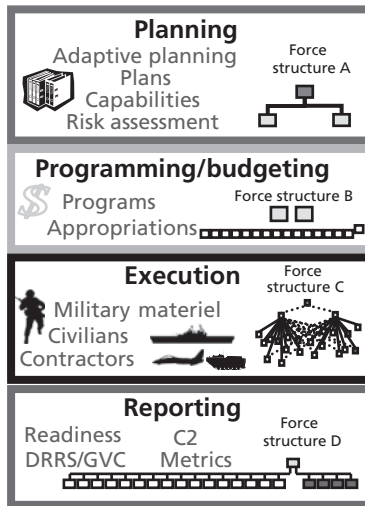 Planning
Adaptive planning
Plans
Capabilities
Risk assessment
Force
structure A
Programming/budgeting
$ Programs
Appropriations
Force structure B
Execution
Military materiel
Civilians
Contractors
Force
structure C
Reporting
Readiness
DRRS/GVC
C2
Metrics
Force
structure D